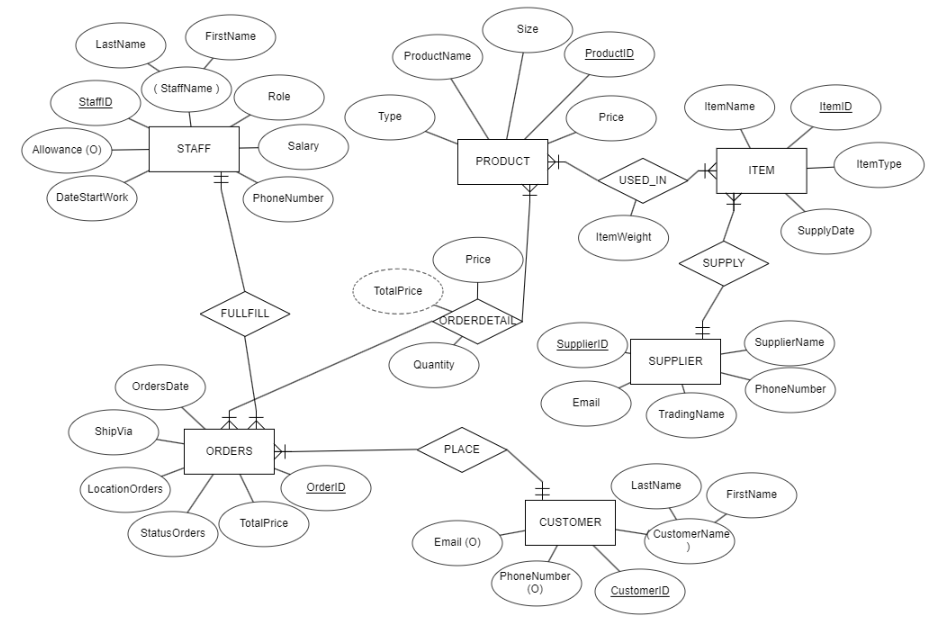 Size
LastName
FirstName
ProductName
ProductID
( StaffName )
StaffID
Role
Type
Price
ItemName
ItemID
Allowance (O)
STAFF
Salary
PRODUCT
USED_IN
ITEM
ItemType
DateStartWork
PhoneNumber
ItemWeight
SupplyDate
Price
SUPPLY
TotalPrice
FULLFILL
ORDERDETAIL
SupplierID
SupplierName
Quantity
SUPPLIER
OrdersDate
Email
PhoneNumber
TradingName
ShipVia
ORDERS
PLACE
LocationOrders
OrderID
LastName
FirstName
StatusOrders
TotalPrice
CUSTOMER
( CustomerName
)
Email (O)
PhoneNumber
(O)
CustomerID